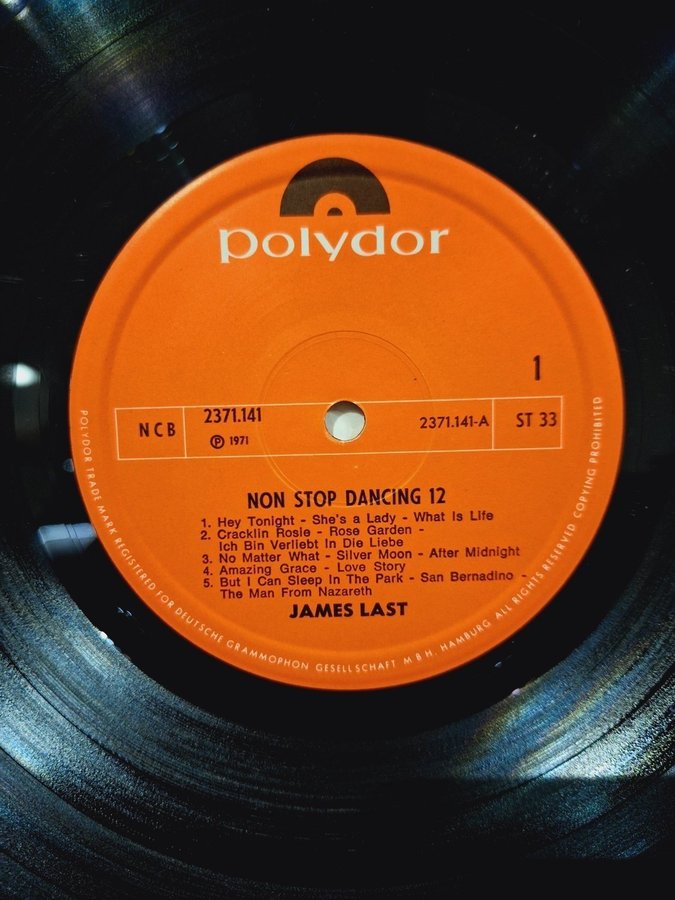 polydor
1
NCB
2371.141
℗ 1971
2371.141-A
ST 33
NON STOP DANCING 12
1. Hey Tonight - She's a Lady - What Is Life
2. Cracklin Rosie - Rose Garden -
Ich Bin Verliebt In Die Liebe
3. No Matter What - Silver Moon - After Midnight
4. Amazing Grace - Love Story
5. But I Can Sleep In The Park - San Bernadino -
The Man From Nazareth
JAMES LAST
POLYDOR TRADE MARK REGISTERED FOR DEUTSCHE GRAMMOPHON GESELLSCHAFT M B H. HAMBURG ALL RIGHTS RESERVED COPYING PROHIBITED